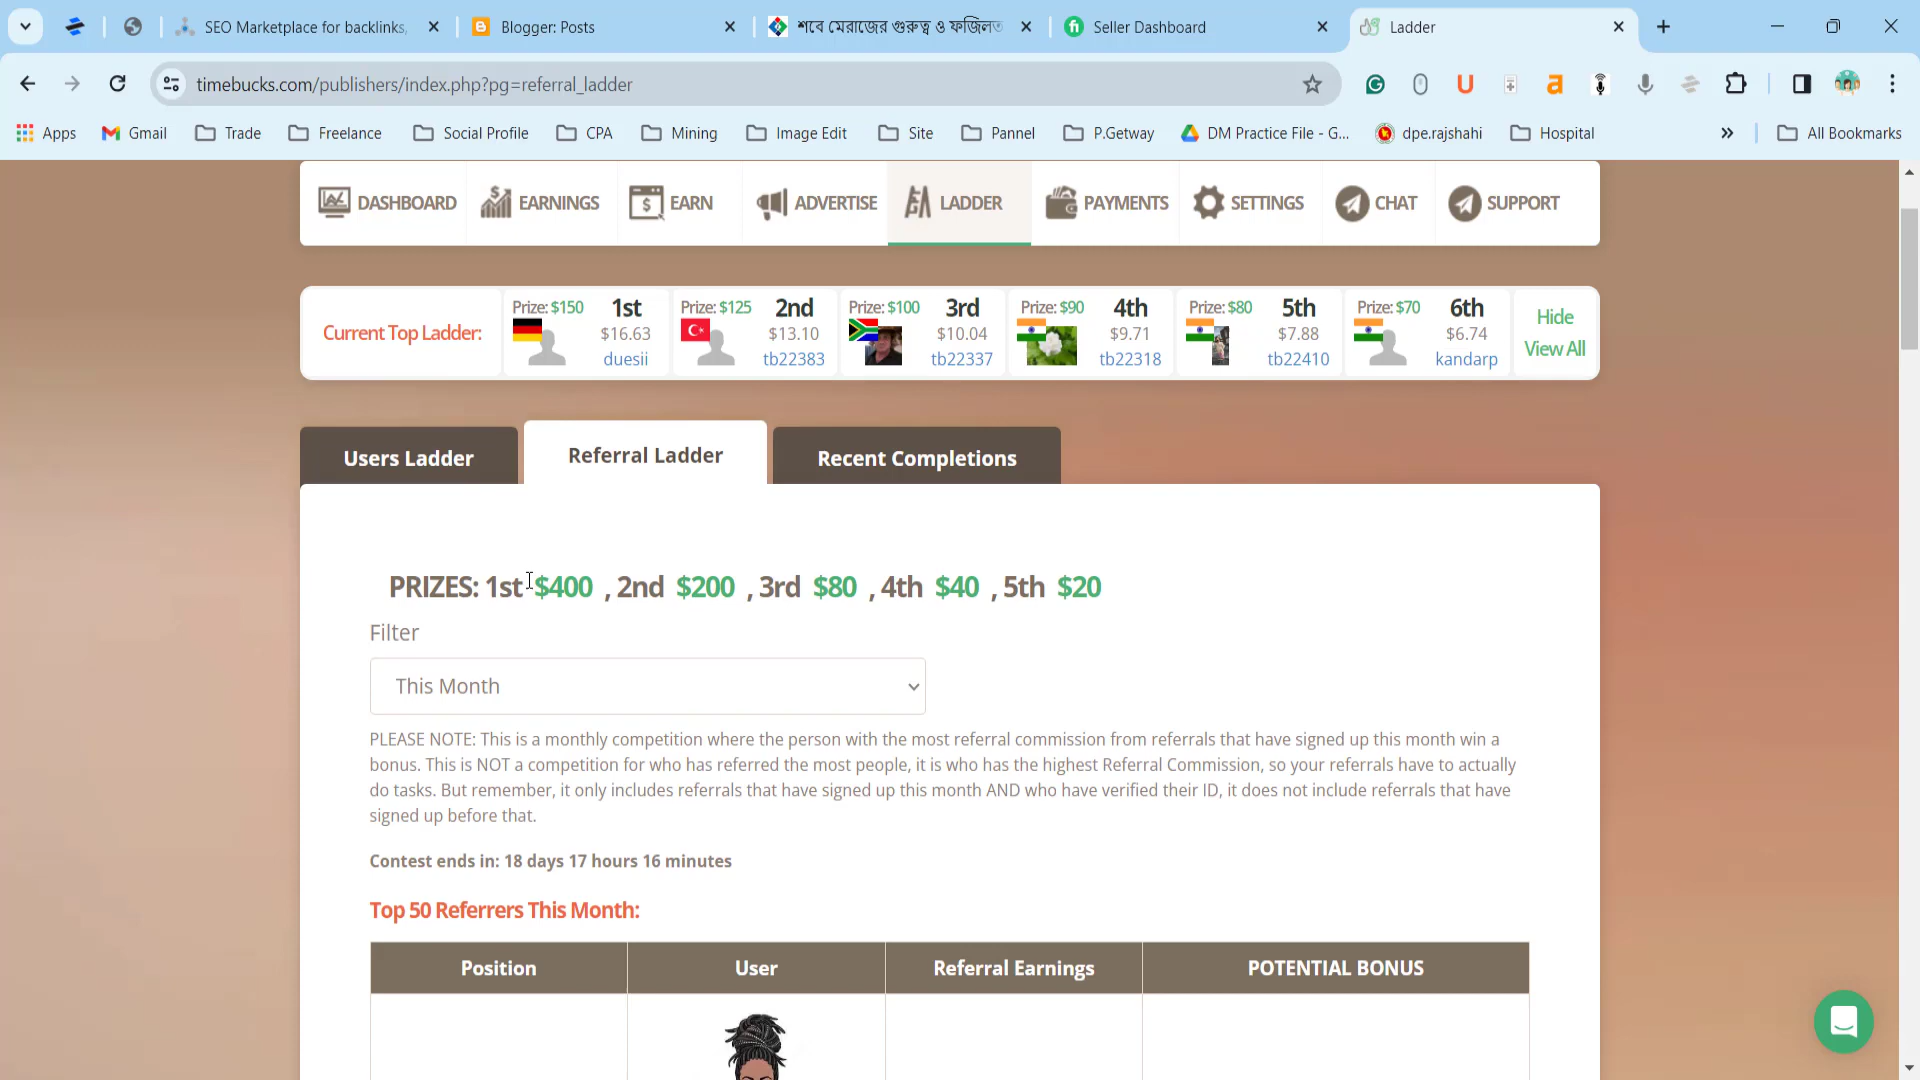 SEO Marketplace for backlinks,
Blogger: Posts
শবে মেরাজের গুরুত্ব ও ফজিলত
Seller Dashboard
Ladder
timebucks.com/publishers/index.php?pg=referral_ladder
Apps
Gmail
Trade
Freelance
Social Profile
CPA
Mining
Image Edit
Site
Pannel
P.Getway
DM Practice File - G...
dpe.rajshahi
Hospital
»
All Bookmarks
DASHBOARD
EARNINGS
EARN
ADVERTISE
LADDER
PAYMENTS
SETTINGS
CHAT
SUPPORT
Current Top Ladder:
Prize: $150 1st
$16.63
duesii
Prize: $125 2nd
$13.10
tb22383
Prize: $100 3rd
$10.04
tb22337
Prize: $90 4th
$9.71
tb22318
Prize: $80 5th
$7.88
tb22410
Prize: $70 6th
$6.74
kandarp
Hide
View All
Users Ladder
Referral Ladder
Recent Completions
PRIZES: 1st $400 , 2nd $200 , 3rd $80 , 4th $40 , 5th $20
Filter
This Month
PLEASE NOTE: This is a monthly competition where the person with the most referral commission from referrals that have signed up this month win a
bonus. This is NOT a competition for who has referred the most people, it is who has the highest Referral Commission, so your referrals have to actually
do tasks. But remember, it only includes referrals that have signed up this month AND who have verified their ID, it does not include referrals that have
signed up before that.
Contest ends in: 18 days 17 hours 16 minutes
Top 50 Referrers This Month:
Position
User
Referral Earnings
POTENTIAL BONUS